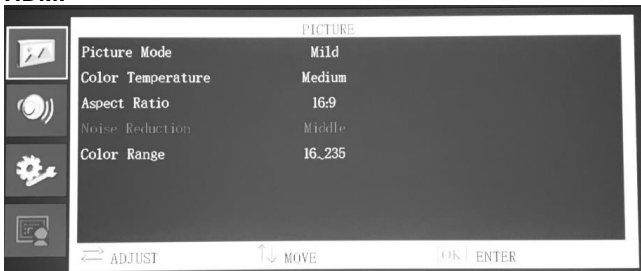 PICTURE
Picture Mode Mild
Color Temperature Medium
Aspect Ratio 16:9
Noise Reduction Middle
Color Range 16~235
ADJUST MOVE OK ENTER